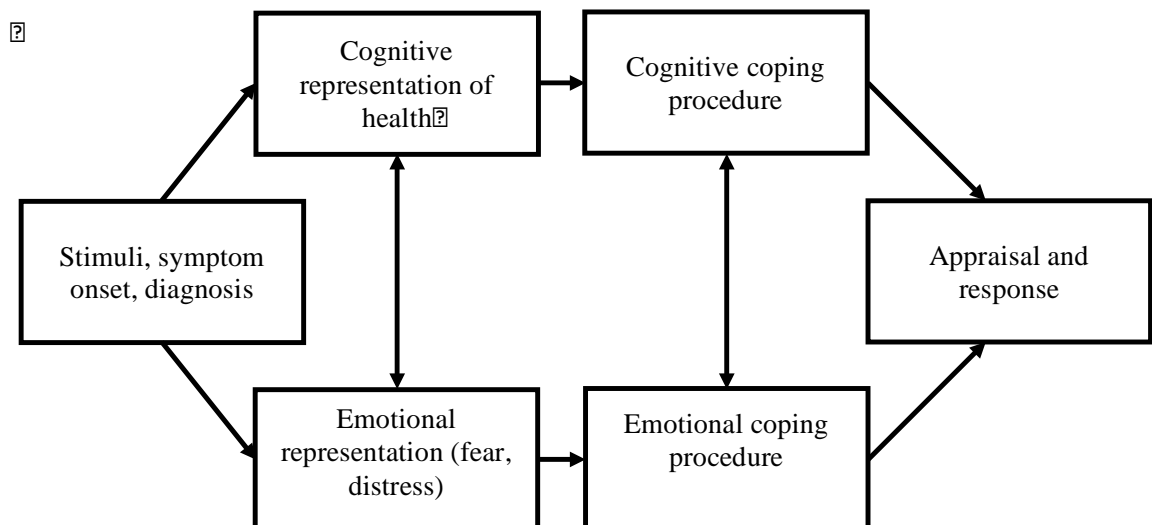 Cognitive
representation of
health
Cognitive coping
procedure
Stimuli, symptom
onset, diagnosis
Appraisal and
response
Emotional
representation (fear,
distress)
Emotional coping
procedure